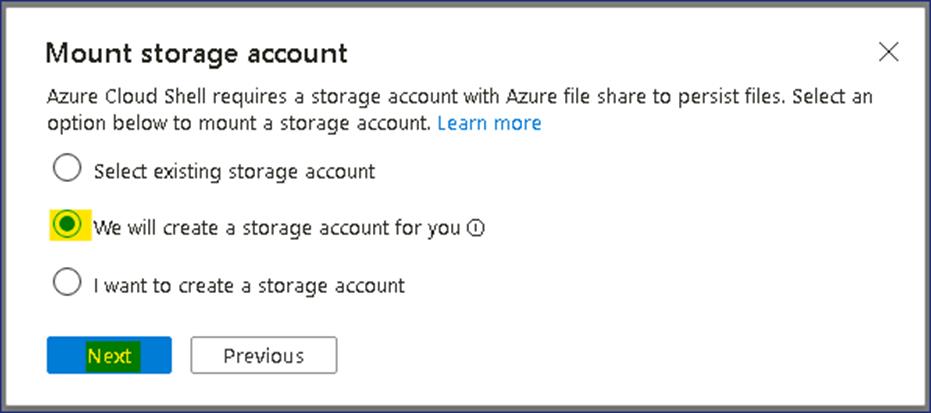 Mount storage account
Azure Cloud Shell requires a storage account with Azure file share to persist files. Select an
option below to mount a storage account. Learn more
Select existing storage account
We will create a storage account for you
I want to create a storage account
Next
Previous